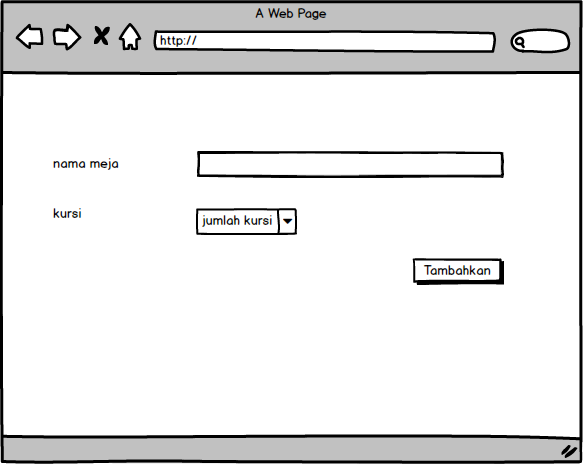 A Web Page
http://
nama meja
kursi
jumlah kursi
Tambahkan